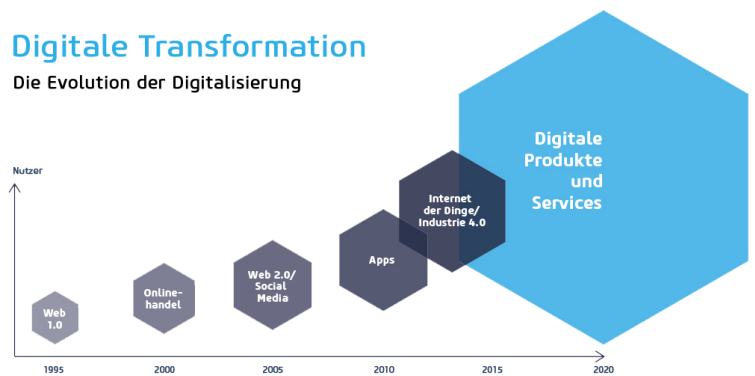 Digitale Transformation
Die Evolution der Digitalisierung
Nutzer
Web
1.0
Online-
handel
Web 2.0/
Social
Media
Apps
Internet
der Dinge/
Industrie 4.0
Digitale
Produkte
und
Services
1995
2000
2005
2010
2015
2020